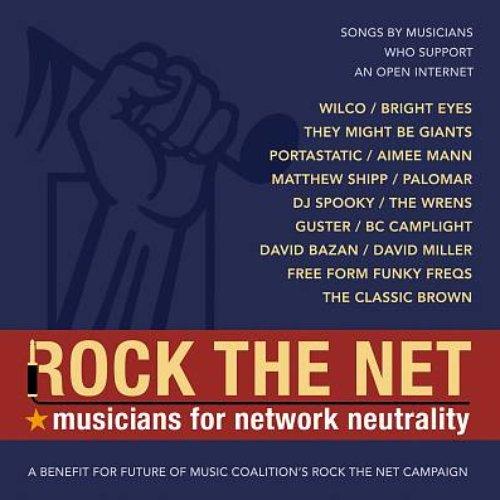 SONGS BY MUSICIANS
WHO SUPPORT
AN OPEN INTERNET
WILCO / BRIGHT EYES
THEY MIGHT BE GIANTS
PORTASTATIC / AIMEE MANN
MATTHEW SHIPP / PALOMAR
DJ SPOOKY / THE WRENS
GUSTER / BC CAMPLIGHT
DAVID BAZAN / DAVID MILLER
FREE FORM FUNKY FREQS
THE CLASSIC BROWN
ROCK THE NET
musicians for network neutrality
A BENEFIT FOR FUTURE OF MUSIC COALITION'S ROCK THE NET CAMPAIGN